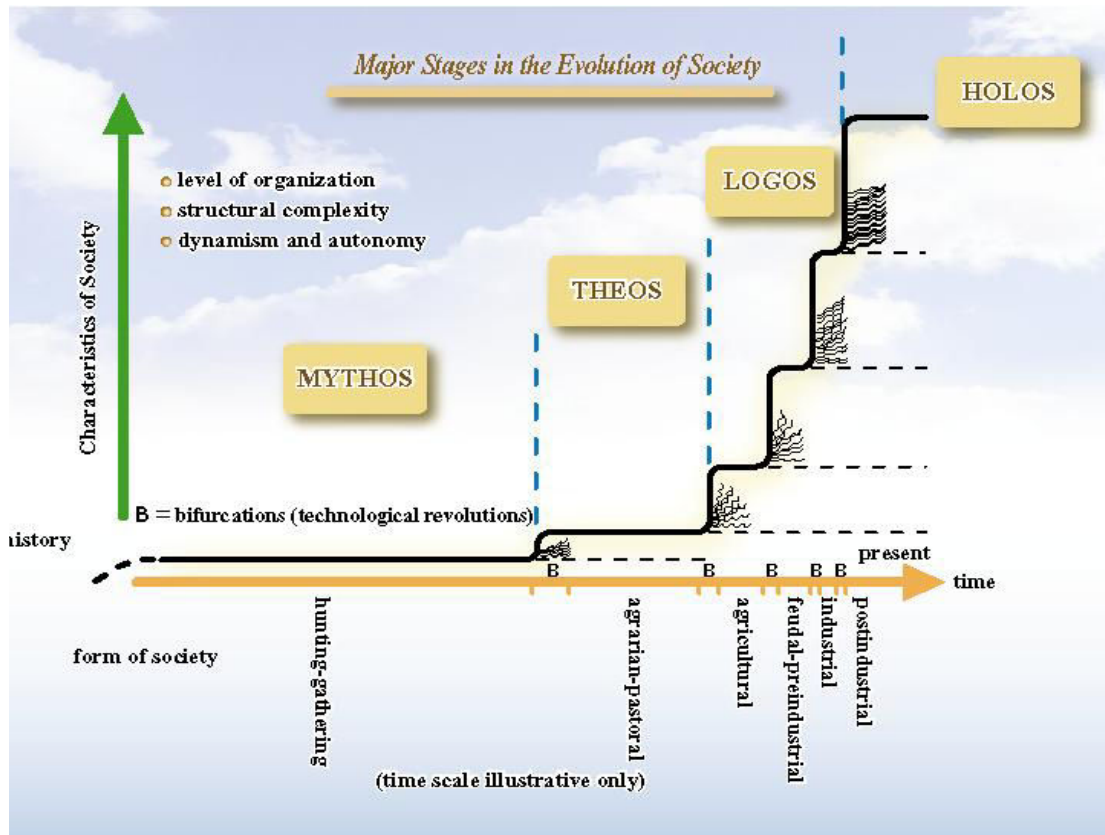 Major Stages in the Evolution of Society
HOLOS
LOGOS
THEOS
MYTHOS
level of organization
structural complexity
dynamism and autonomy
Characteristics of Society
B = bifurcations (technological revolutions)
history
present
B B B B B
time
form of society
hunting-gathering
agrarian-pastoral
agricultural
feudal-preindustrial
industrial
postindustrial
(time scale illustrative only)